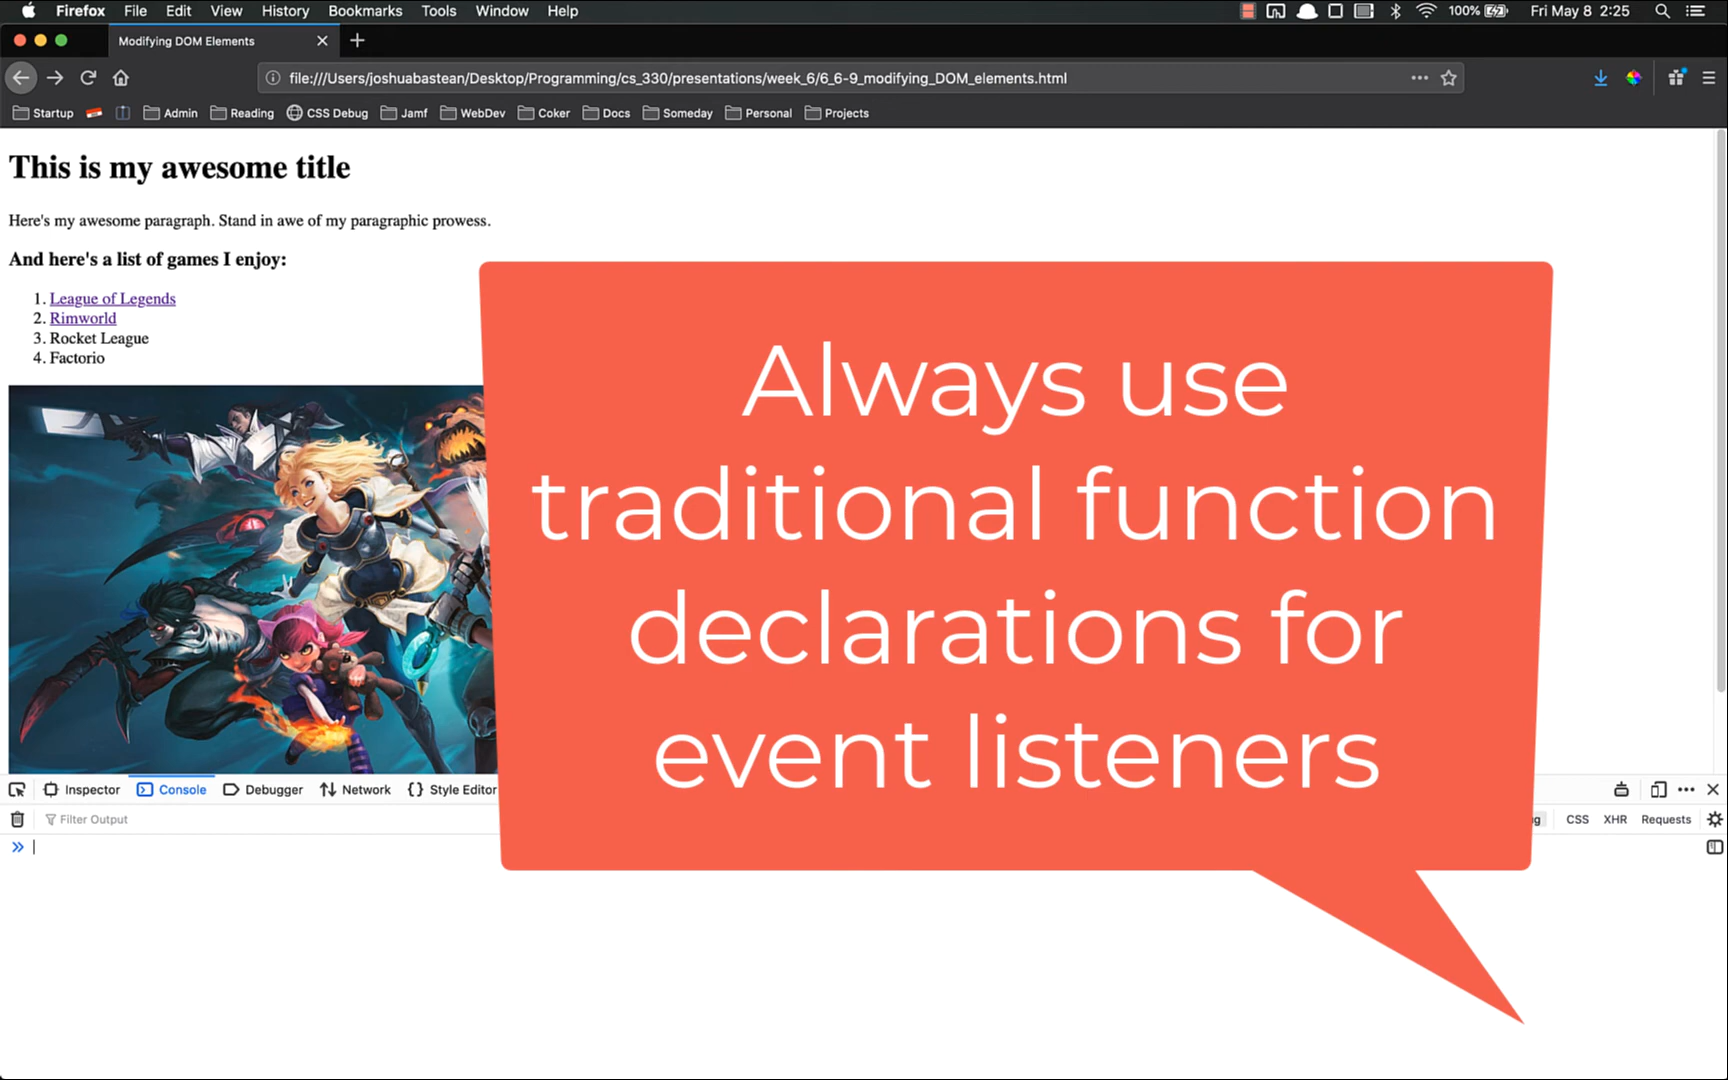 Firefox File Edit View History Bookmarks Tools Window Help 100% Fri May 8 2:25
Modifying DOM Elements
file:///Users/joshuabastean/Desktop/Programming/cs_330/presentations/week_6/6_6-9_modifying_DOM_elements.html
Startup Admin Reading CSS Debug Jamf WebDev Coker Docs Someday Personal Projects
This is my awesome title
Here's my awesome paragraph. Stand in awe of my paragraphic prowess.
And here's a list of games I enjoy:
1. League of Legends
2. Rimworld
3. Rocket League
4. Factorio
Always use
traditional function
declarations for
event listeners
Inspector Console Debugger Network {} Style Editor
Filter Output CSS XHR Requests